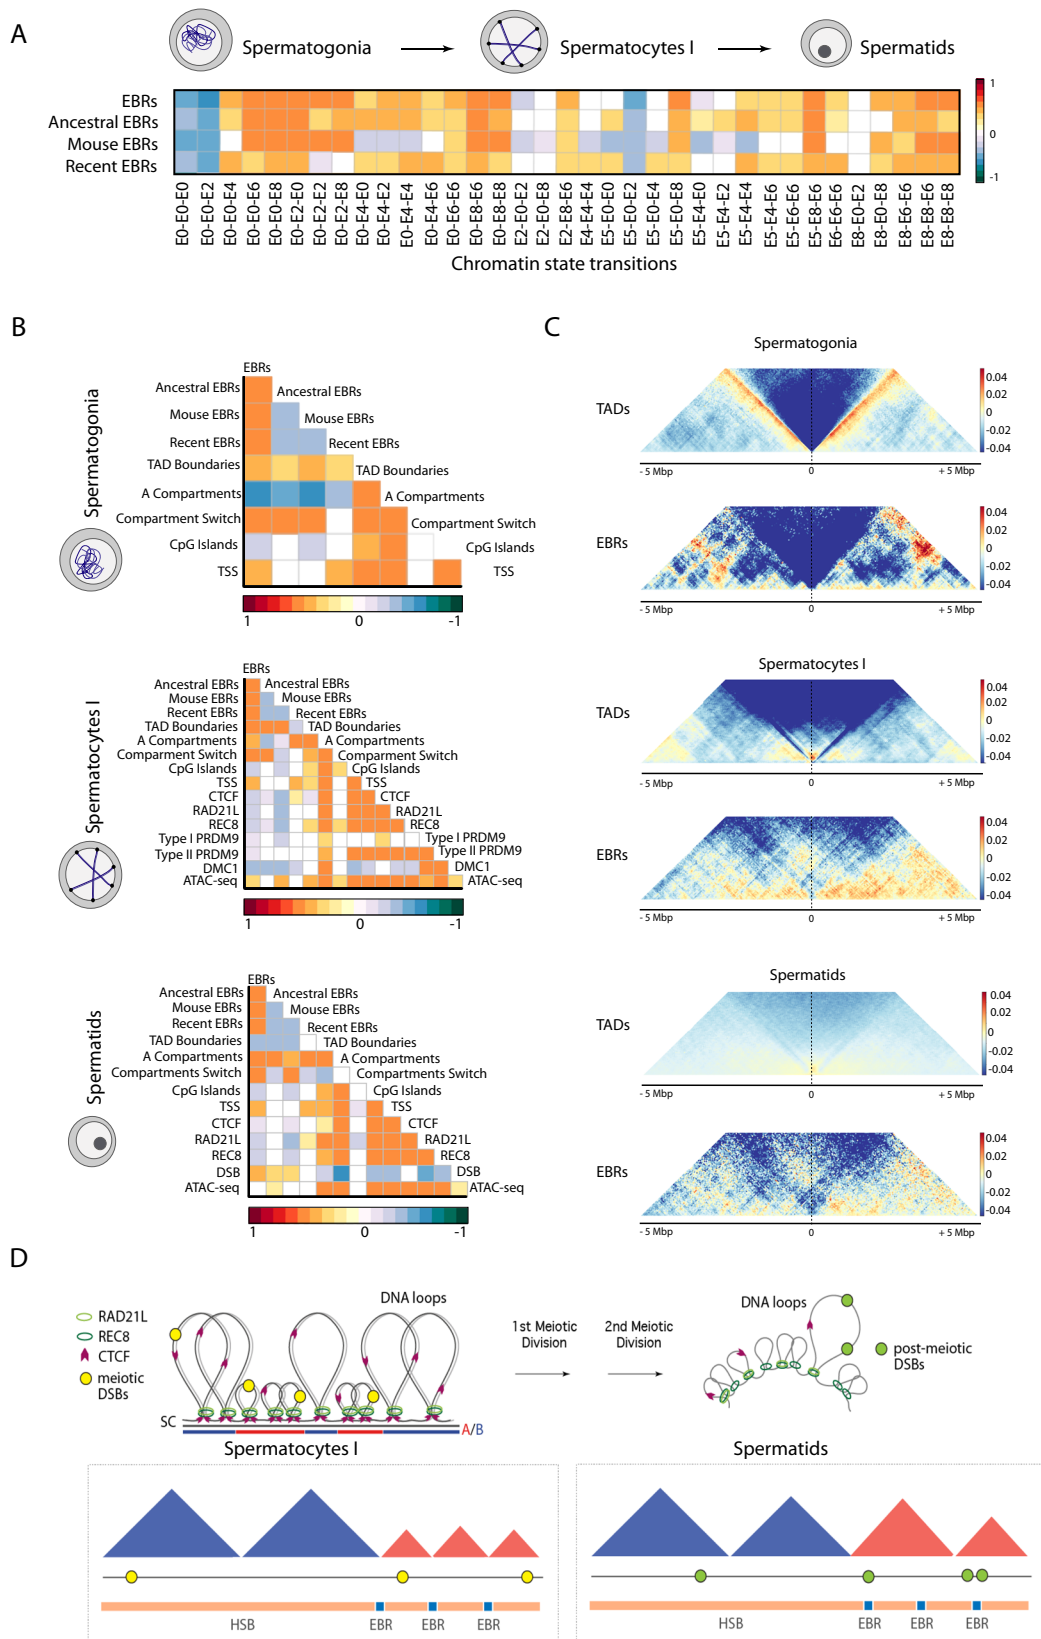 A
Spermatogonia
Spermatocytes I
Spermatids
EBRs
Ancestral EBRs
Mouse EBRs
Recent EBRs
1
0
-1
E0-E0-E0
E0-E0-E2
E0-E0-E4
E0-E0-E6
E0-E0-E8
E0-E2-E0
E0-E2-E2
E0-E2-E8
E0-E4-E0
E0-E4-E2
E0-E4-E4
E0-E4-E6
E0-E6-E6
E0-E8-E6
E0-E8-E8
E2-E0-E2
E2-E0-E8
E2-E8-E6
E4-E4-E0
E5-E0-E0
E5-E0-E2
E5-E0-E4
E5-E0-E8
E5-E4-E0
E5-E4-E2
E5-E4-E4
E5-E4-E6
E5-E6-E6
E5-E8-E6
E6-E6-E6
E8-E0-E2
E8-E0-E8
E8-E6-E6
E8-E8-E6
E8-E8-E8
Chromatin state transitions
B
Spermatogonia
EBRs
Ancestral EBRs
Ancestral EBRs
Mouse EBRs
Mouse EBRs
Recent EBRs
Recent EBRs
TAD Boundaries
TAD Boundaries
A Compartments
A Compartments
Compartment Switch
Compartment Switch
CpG Islands
CpG Islands
TSS
TSS
1
0
-1
Spermatocytes I
EBRs
Ancestral EBRs
Ancestral EBRs
Mouse EBRs
Mouse EBRs
Recent EBRs
Recent EBRs
TAD Boundaries
TAD Boundaries
A Compartments
A Compartments
Comparment Switch
Comparment Switch
CpG Islands
CpG Islands
TSS
TSS
CTCF
CTCF
RAD21L
RAD21L
REC8
REC8
Type I PRDM9
Type I PRDM9
Type II PRDM9
Type II PRDM9
DMC1
DMC1
ATAC-seq
ATAC-seq
1
0
-1
Spermatids
EBRs
Ancestral EBRs
Ancestral EBRs
Mouse EBRs
Mouse EBRs
Recent EBRs
Recent EBRs
TAD Boundaries
TAD Boundaries
A Compartments
A Compartments
Compartments Switch
Compartments Switch
CpG Islands
CpG Islands
TSS
TSS
CTCF
CTCF
RAD21L
RAD21L
REC8
REC8
DSB
DSB
ATAC-seq
ATAC-seq
1
0
-1
C
Spermatogonia
TADs
0.04
0.02
0
-0.02
-0.04
- 5 Mbp
0
+ 5 Mbp
EBRs
0.04
0.02
0
-0.02
-0.04
- 5 Mbp
0
+ 5 Mbp
Spermatocytes I
TADs
0.04
0.02
0
-0.02
-0.04
- 5 Mbp
0
+ 5 Mbp
EBRs
0.04
0.02
0
-0.02
-0.04
- 5 Mbp
0
+ 5 Mbp
Spermatids
TADs
0.04
0.02
0
-0.02
-0.04
- 5 Mbp
0
+ 5 Mbp
EBRs
0.04
0.02
0
-0.02
-0.04
- 5 Mbp
0
+ 5 Mbp
D
RAD21L
REC8
CTCF
meiotic
DSBs
DNA loops
SC
A/B
Spermatocytes I
1st Meiotic
Division
2nd Meiotic
Division
DNA loops
post-meiotic
DSBs
Spermatids
HSB
EBR
EBR
EBR
HSB
EBR
EBR
EBR